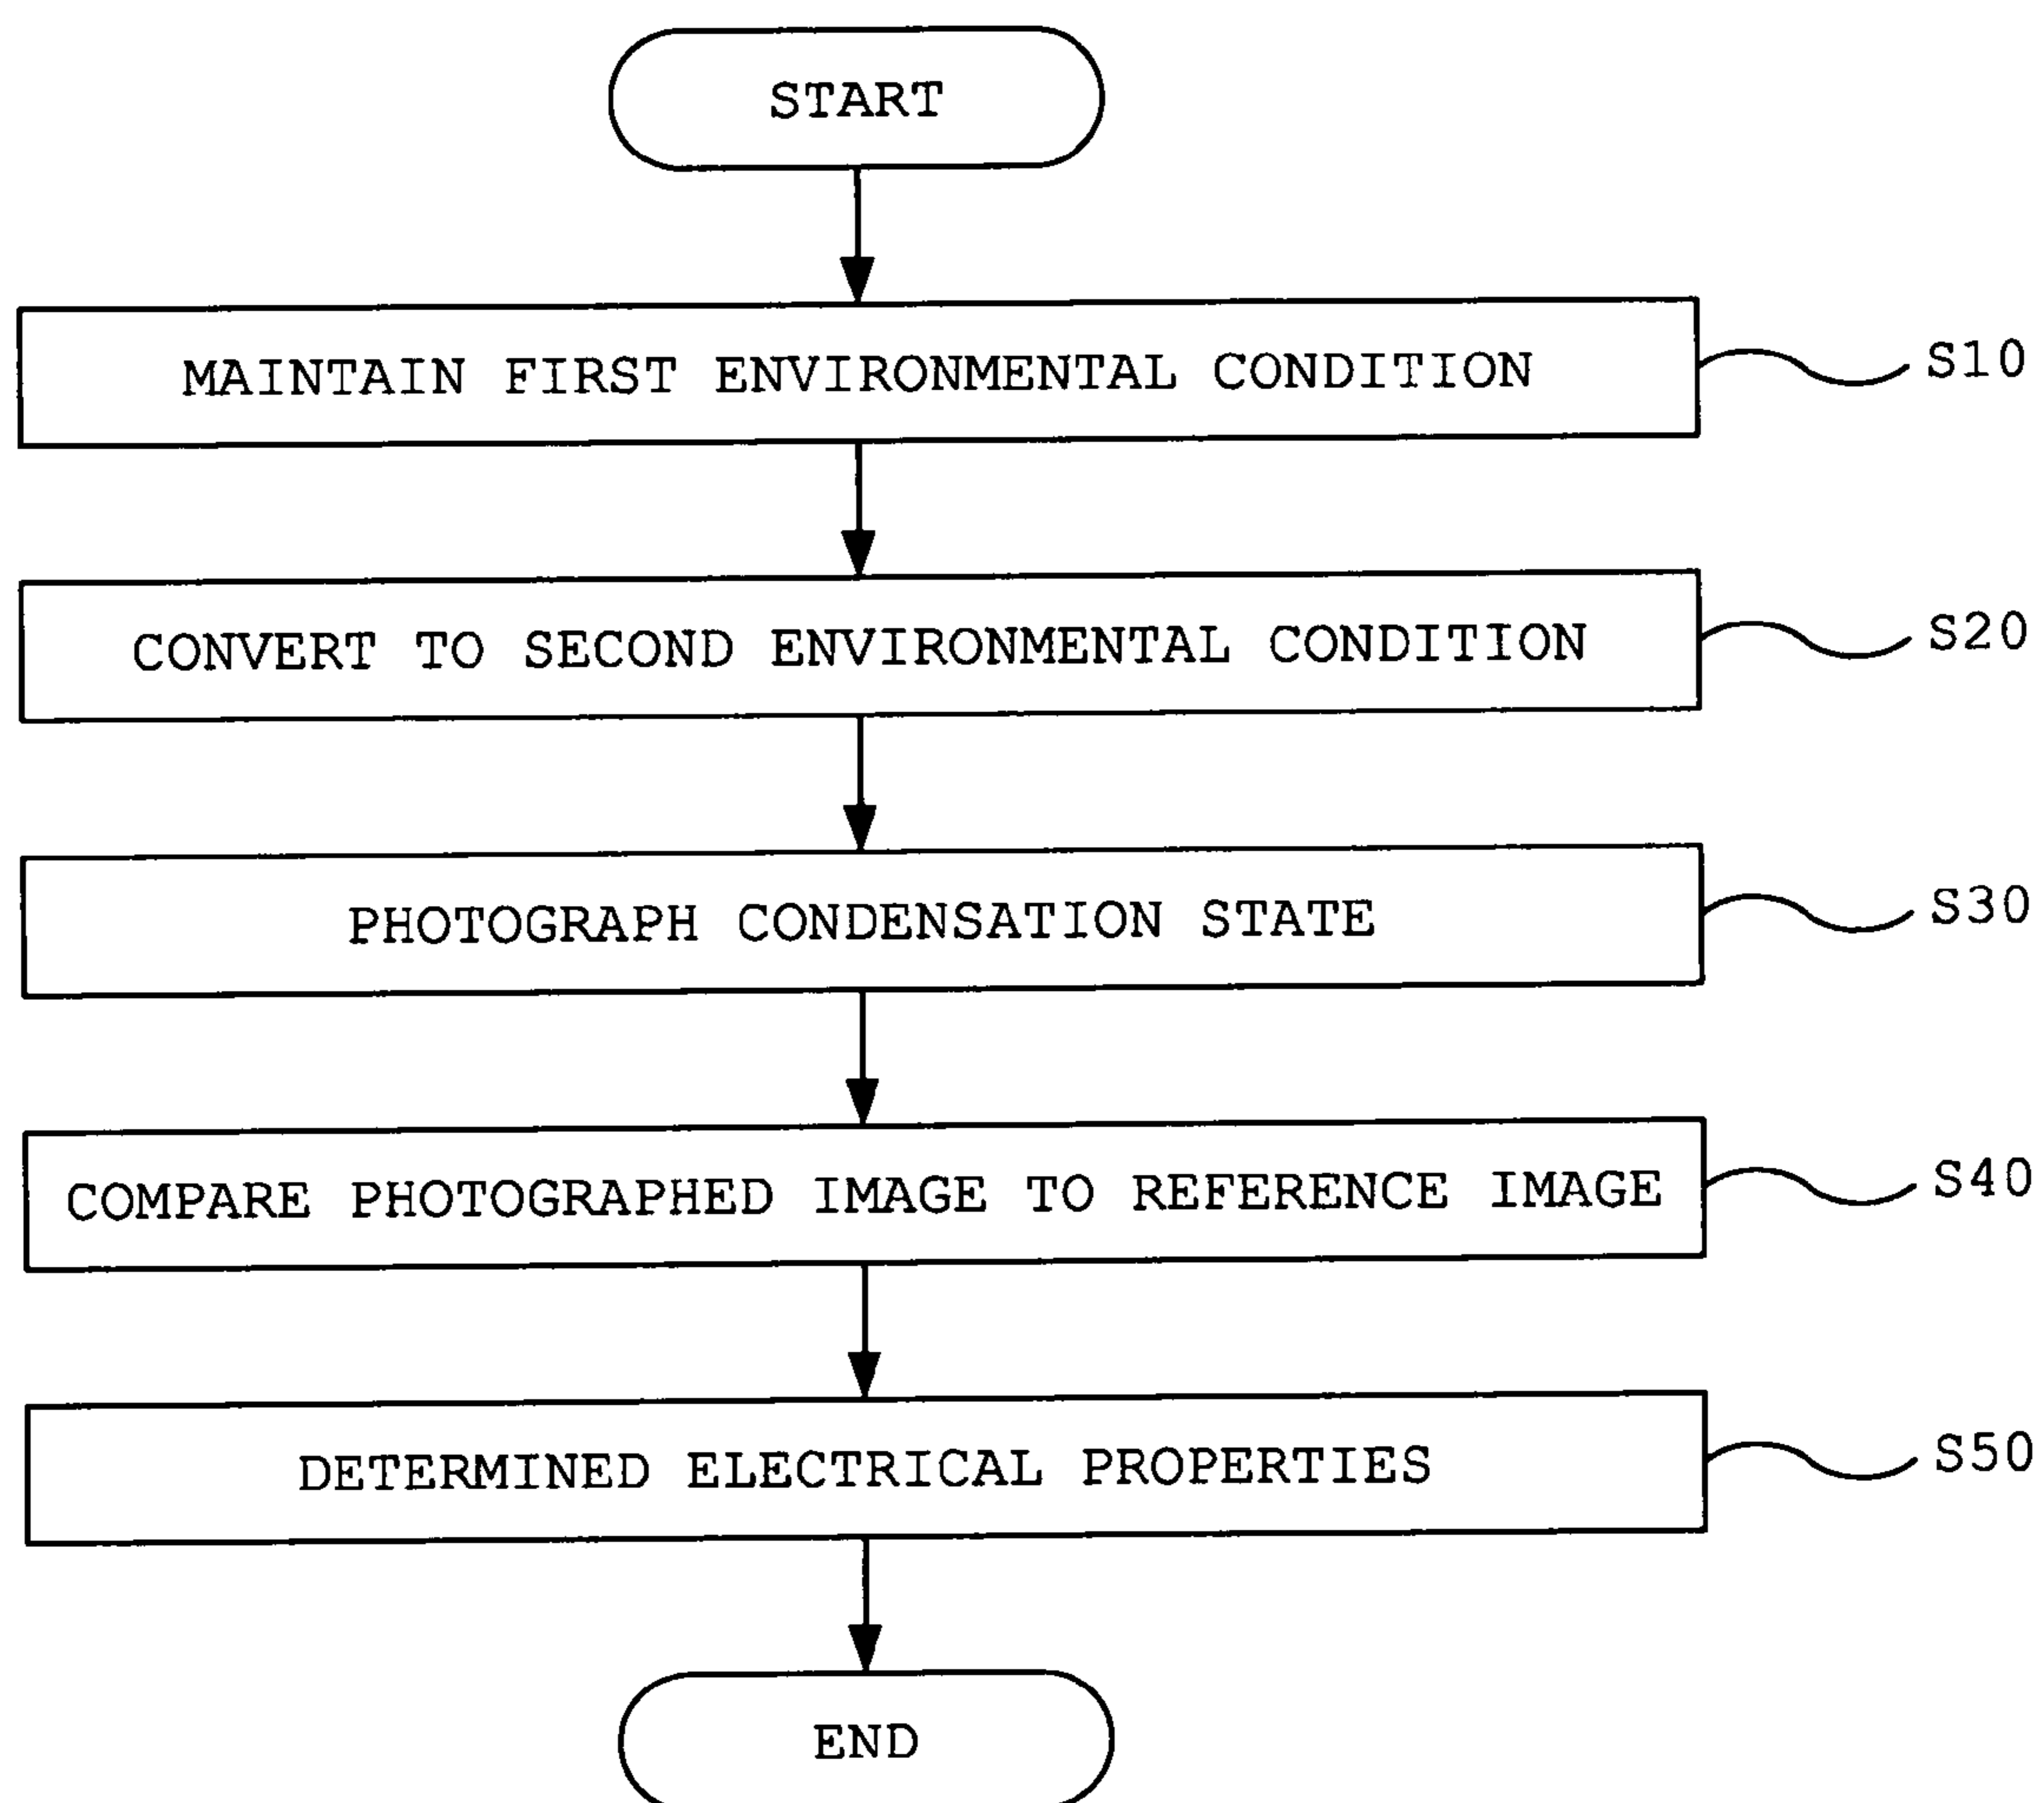 START
MAINTAIN FIRST ENVIRONMENTAL CONDITION
S10
CONVERT TO SECOND ENVIRONMENTAL CONDITION
S20
PHOTOGRAPH CONDENSATION STATE
S30
COMPARE PHOTOGRAPHED IMAGE TO REFERENCE IMAGE
S40
DETERMINED ELECTRICAL PROPERTIES
S50
END